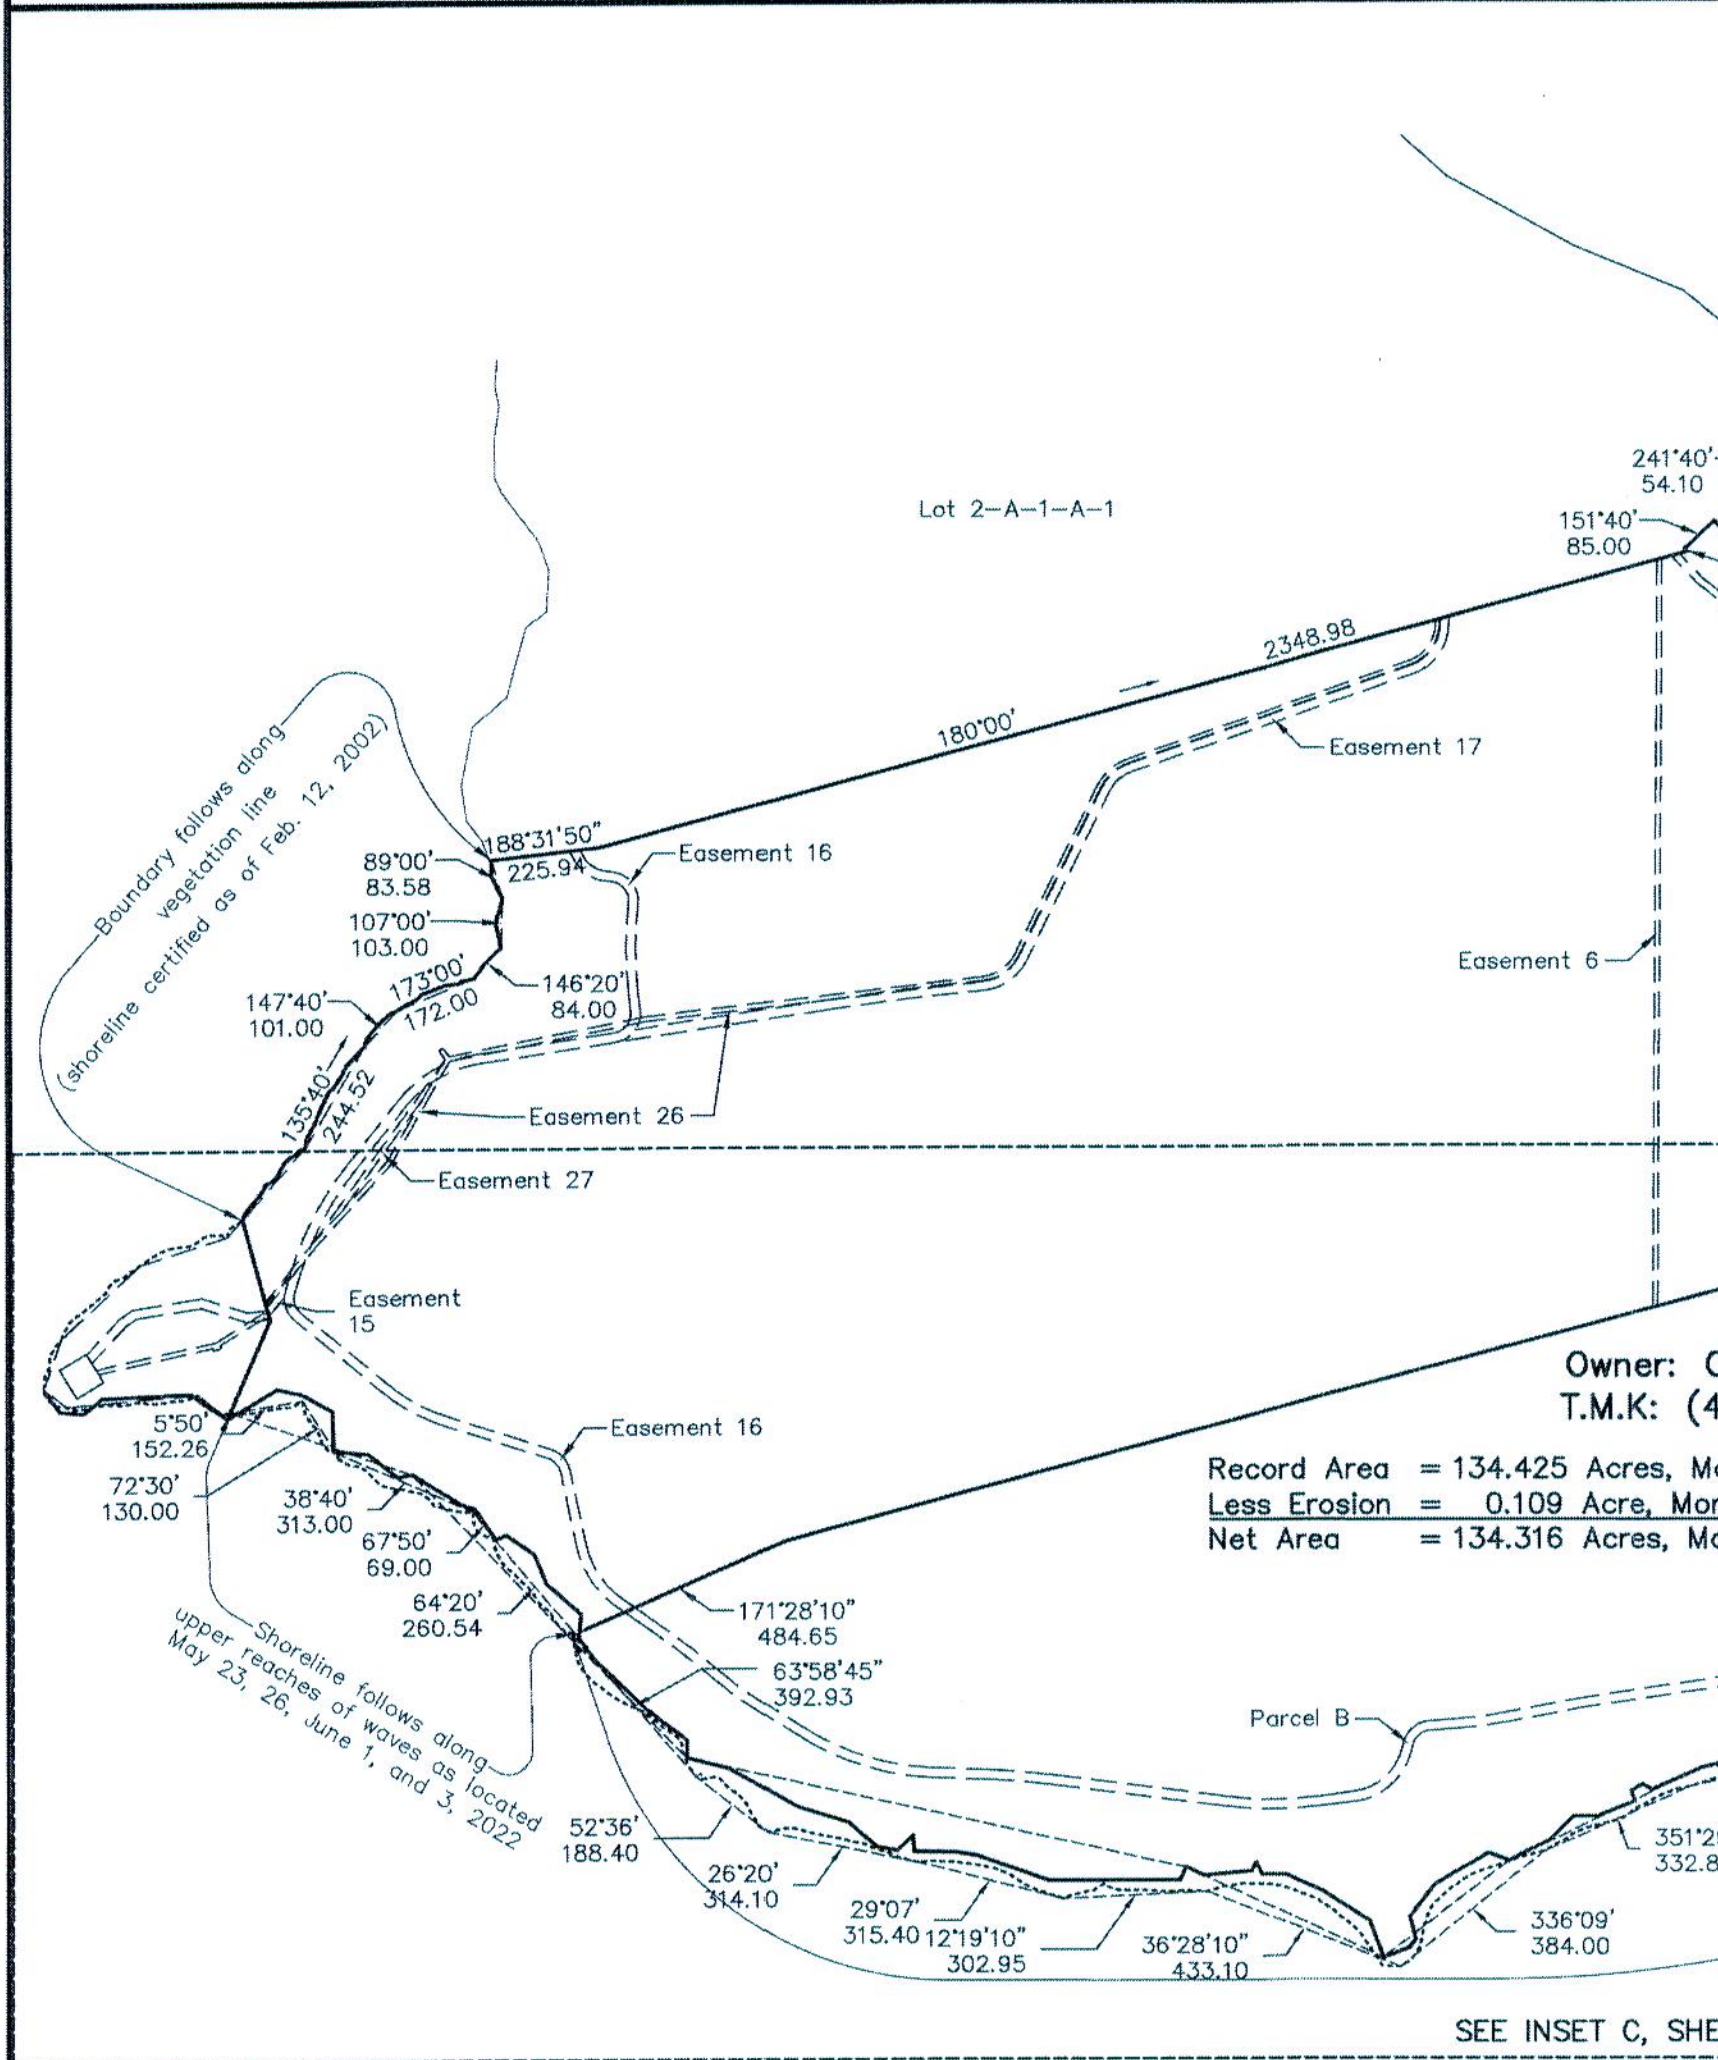 241°40'
54.10
Lot 2-A-1-A-1
151°40'
85.00
2348.98
180°00'
Easement 17
Boundary follows along
vegetation line
(shoreline certified as of Feb. 12, 2002)
188°31'50"
225.94
Easement 16
89°00'
83.58
107°00'
103.00
Easement 6
173°00'
172.00
146°20'
84.00
147°40'
101.00
135°40'
244.52
Easement 26
Easement 27
Easement
15
Owner:
T.M.K: (4
5°50'
152.26
Easement 16
Record Area = 134.425 Acres,
Less Erosion = 0.109 Acre,
Net Area = 134.316 Acres,
72°30'
130.00
38°40'
313.00
67°50'
69.00
64°20'
260.54
171°28'10"
484.65
63°58'45"
392.93
Shoreline follows along
upper reaches of waves as located
May 23, 26, June 1, and 3, 2022
Parcel B
52°36'
188.40
26°20'
314.10
29°07'
315.40
12°19'10"
302.95
36°28'10"
433.10
336°09'
384.00
351°2
332.8
SEE INSET C,